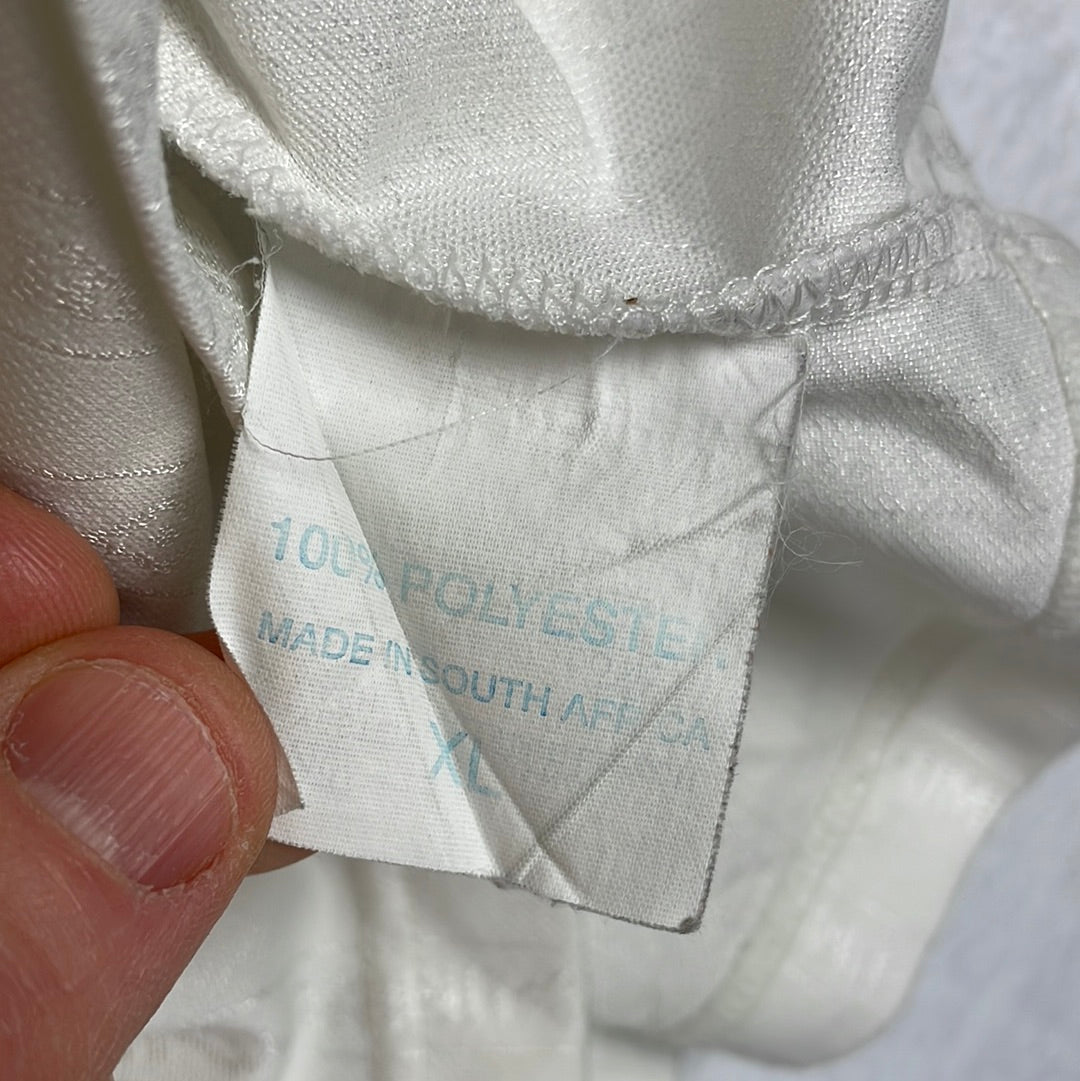 100% POLYESTER.
MADE IN SOUTH AFRICA
XL